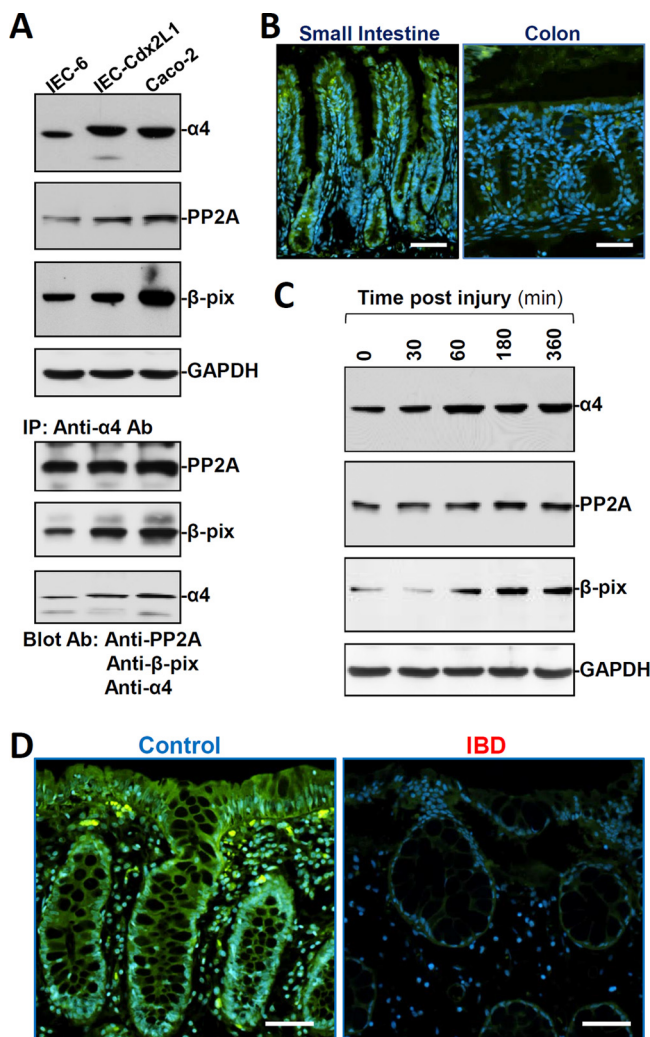 A
IEC-6
IEC-Cdx2L1
Caco-2
-α4
-PP2A
-β-pix
-GAPDH
IP: Anti-α4 Ab
-PP2A
-β-pix
-α4
Blot Ab: Anti-PP2A
Anti-β-pix
Anti-α4
B
Small Intestine
Colon
C
Time post injury (min)
0
30
60
180
360
-α4
PP2A-
β-pix
-GAPDH
D
Control
IBD